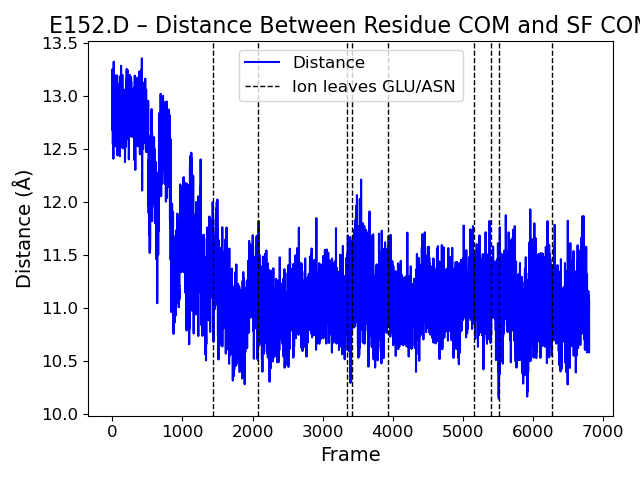 E152.D – Distance Between Residue COM and SF COM
Distance
Ion leaves GLU/ASN
Distance (Å)
13.5
13.0
12.5
12.0
11.5
11.0
10.5
10.0
0 1000 2000 3000 4000 5000 6000 7000
Frame